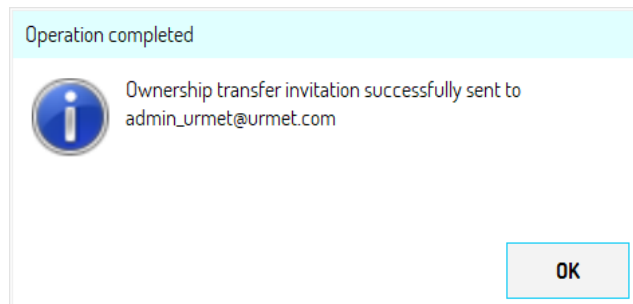 Operation completed
Ownership transfer invitation successfully sent to
admin_urmet@urmet.com
OK